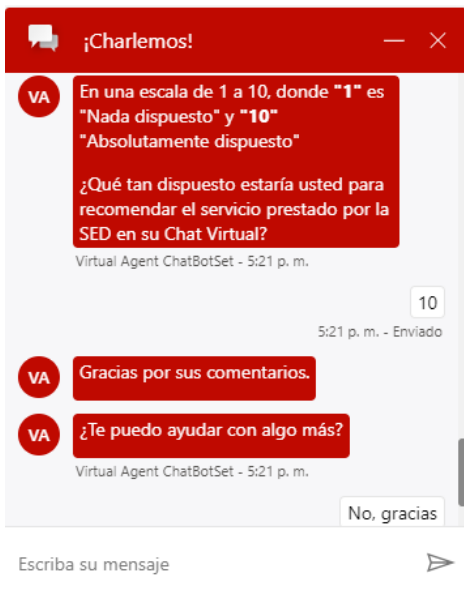 ¡Charlemos!
VA
En una escala de 1 a 10, donde "1" es
"Nada dispuesto" y "10"
"Absolutamente dispuesto"
¿Qué tan dispuesto estaría usted para
recomendar el servicio prestado por la
SED en su Chat Virtual?
Virtual Agent ChatBotSet - 5:21 p. m.
10
5:21 p. m. - Enviado
VA
Gracias por sus comentarios.
VA
¿Te puedo ayudar con algo más?
Virtual Agent ChatBotSet - 5:21 p. m.
No, gracias
Escriba su mensaje